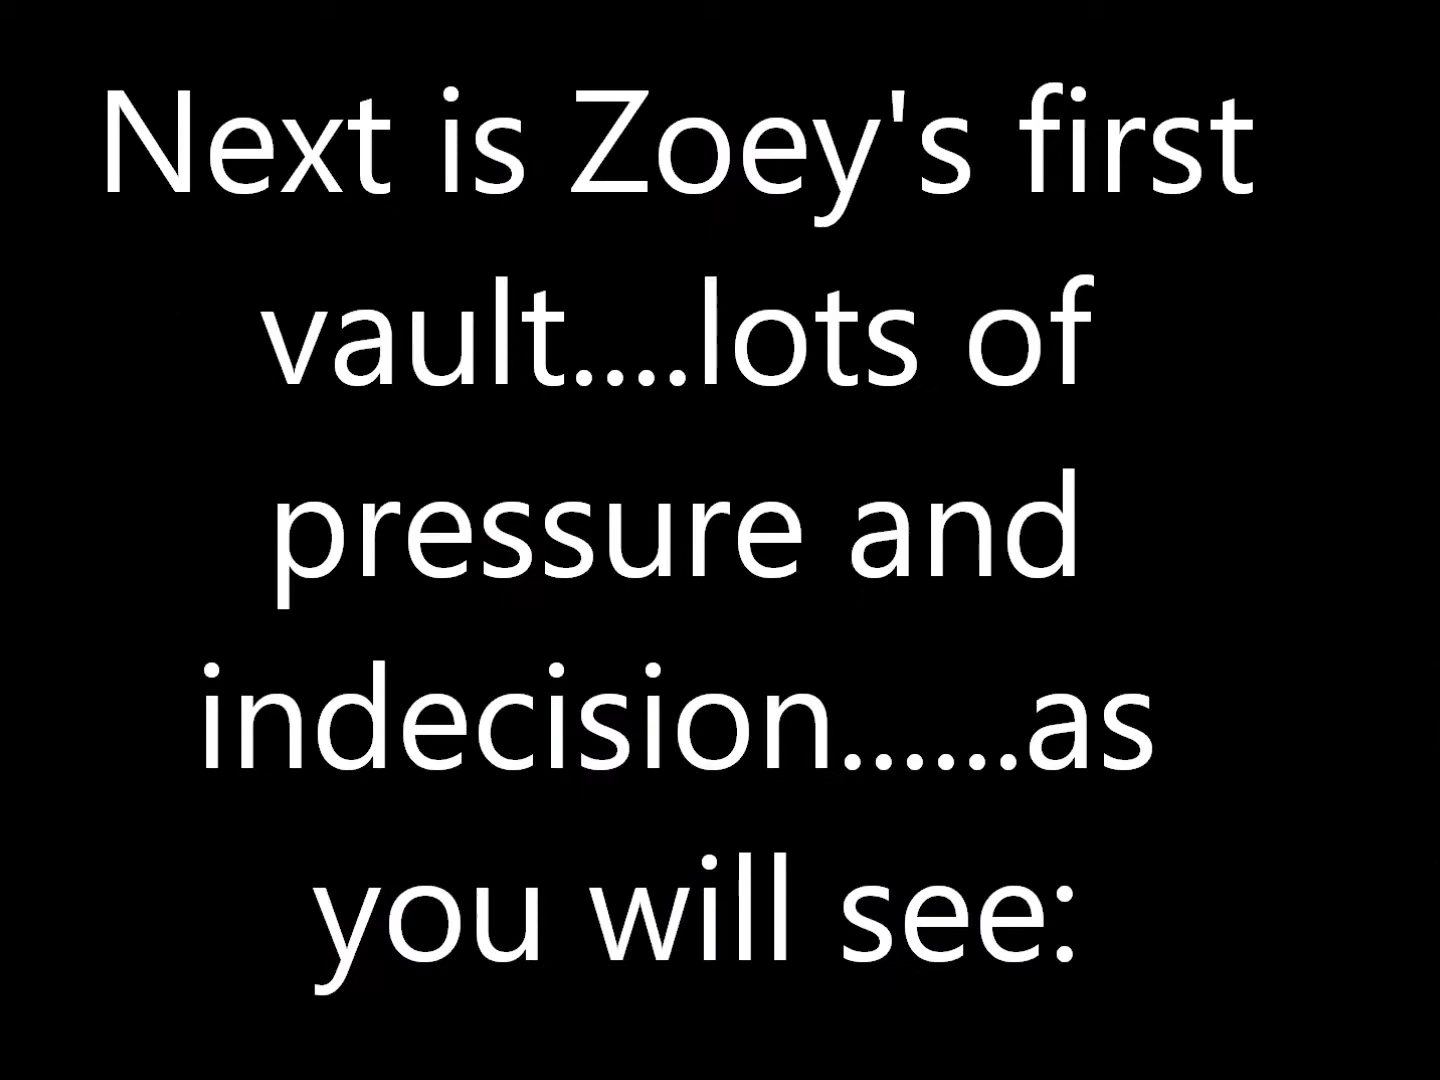 Next is Zoey's first
vault....lots of
pressure and
indecision......as
you will see: